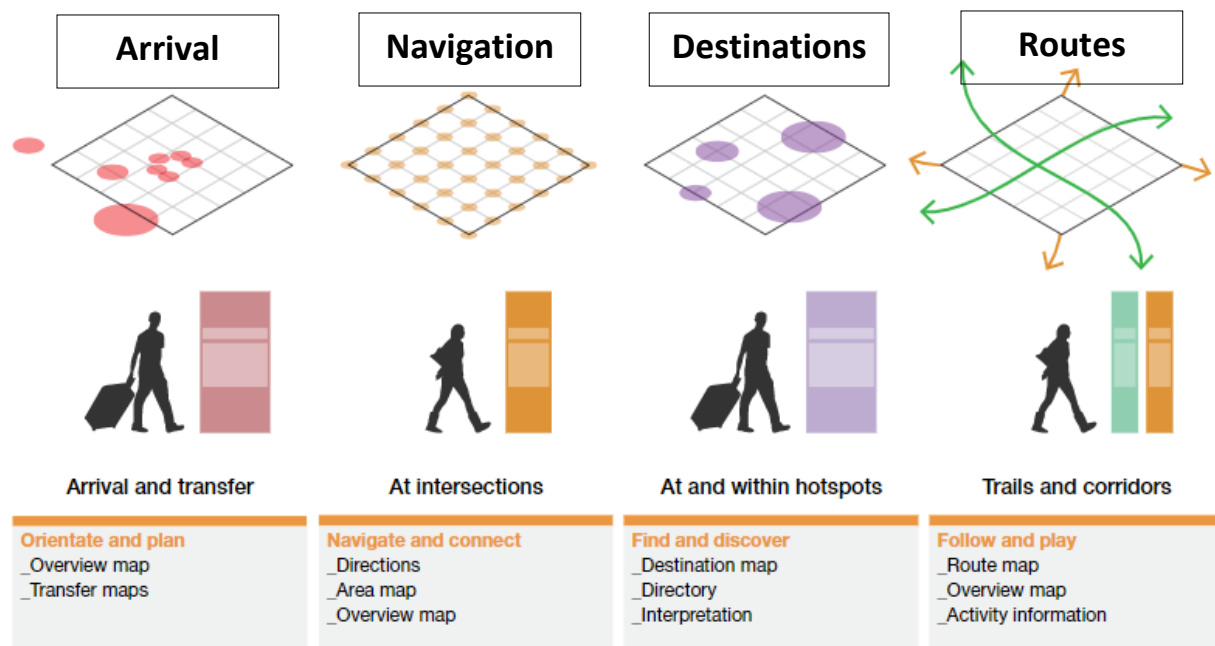 Arrival
Navigation
Destinations
Routes
Arrival and transfer
At intersections
At and within hotspots
Trails and corridors
Orientate and plan
_Overview map
_Transfer maps
Navigate and connect
_Directions
_Area map
_Overview map
Find and discover
_Destination map
_Directory
_Interpretation
Follow and play
_Route map
_Overview map
_Activity information